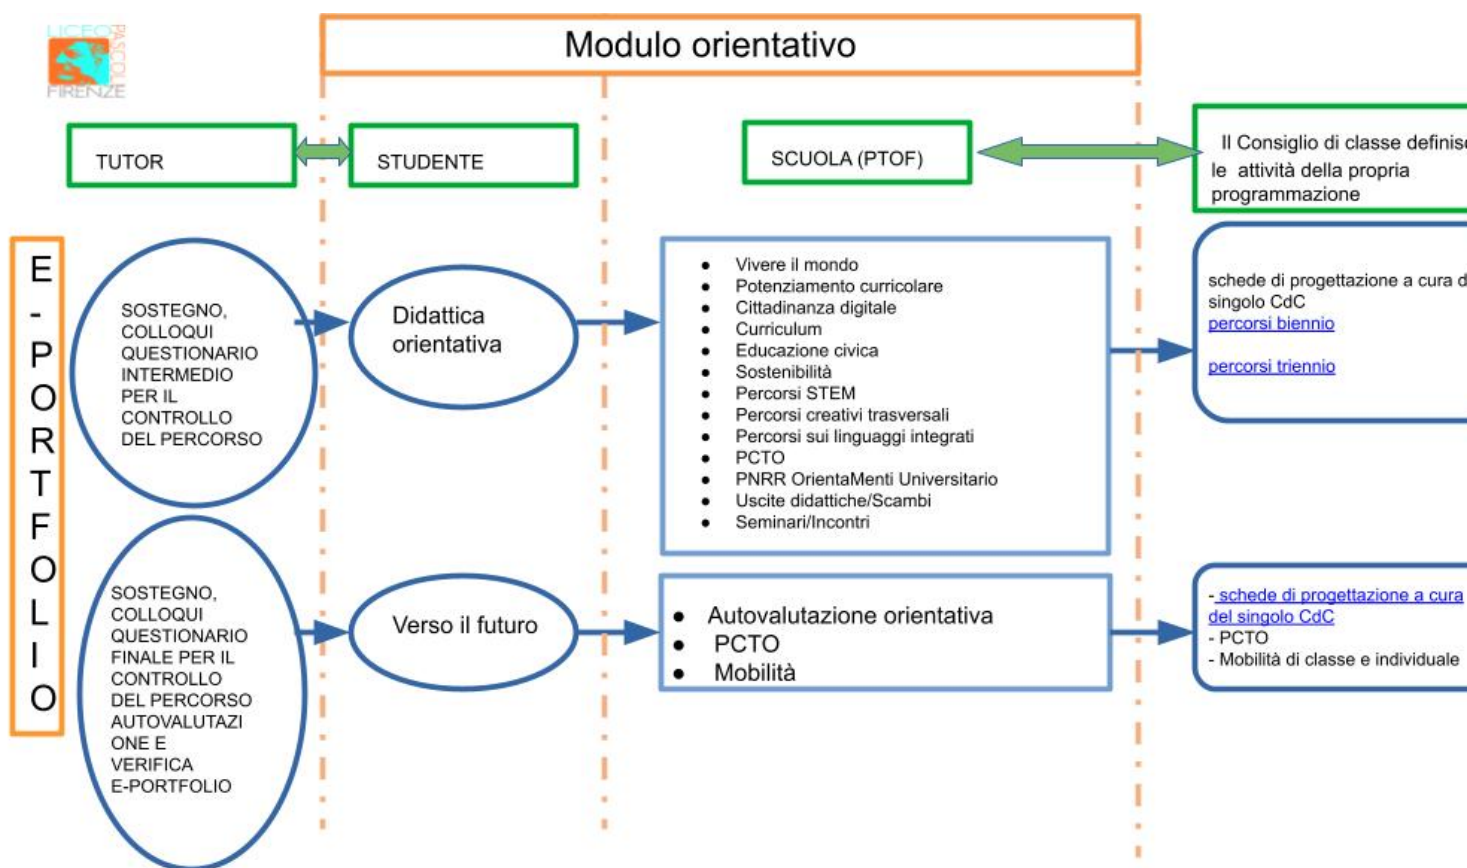 LICEO
PASCOLI
FIRENZE
Modulo orientativo
TUTOR
STUDENTE
SCUOLA (PTOF)
Il Consiglio di classe definisc
le attività della propria
programmazione
E
-
P
O
R
T
F
O
L
I
O
SOSTEGNO,
COLLOQUI
QUESTIONARIO
INTERMEDIO
PER IL
CONTROLLO
DEL PERCORSO
Didattica
orientativa
● Vivere il mondo
● Potenziamento curricolare
● Cittadinanza digitale
● Curriculum
● Educazione civica
● Sostenibilità
● Percorsi STEM
● Percorsi creativi trasversali
● Percorsi sui linguaggi integrati
● PCTO
● PNRR OrientaMenti Universitario
● Uscite didattiche/Scambi
● Seminari/Incontri
schede di progettazione a cura d
singolo CdC
percorsi biennio
percorsi triennio
SOSTEGNO,
COLLOQUI
QUESTIONARIO
FINALE PER IL
CONTROLLO
DEL PERCORSO
AUTOVALUTAZI
ONE E
VERIFICA
E-PORTFOLIO
Verso il futuro
● Autovalutazione orientativa
● PCTO
● Mobilità
- schede di progettazione a cura
del singolo CdC
- PCTO
- Mobilità di classe e individuale